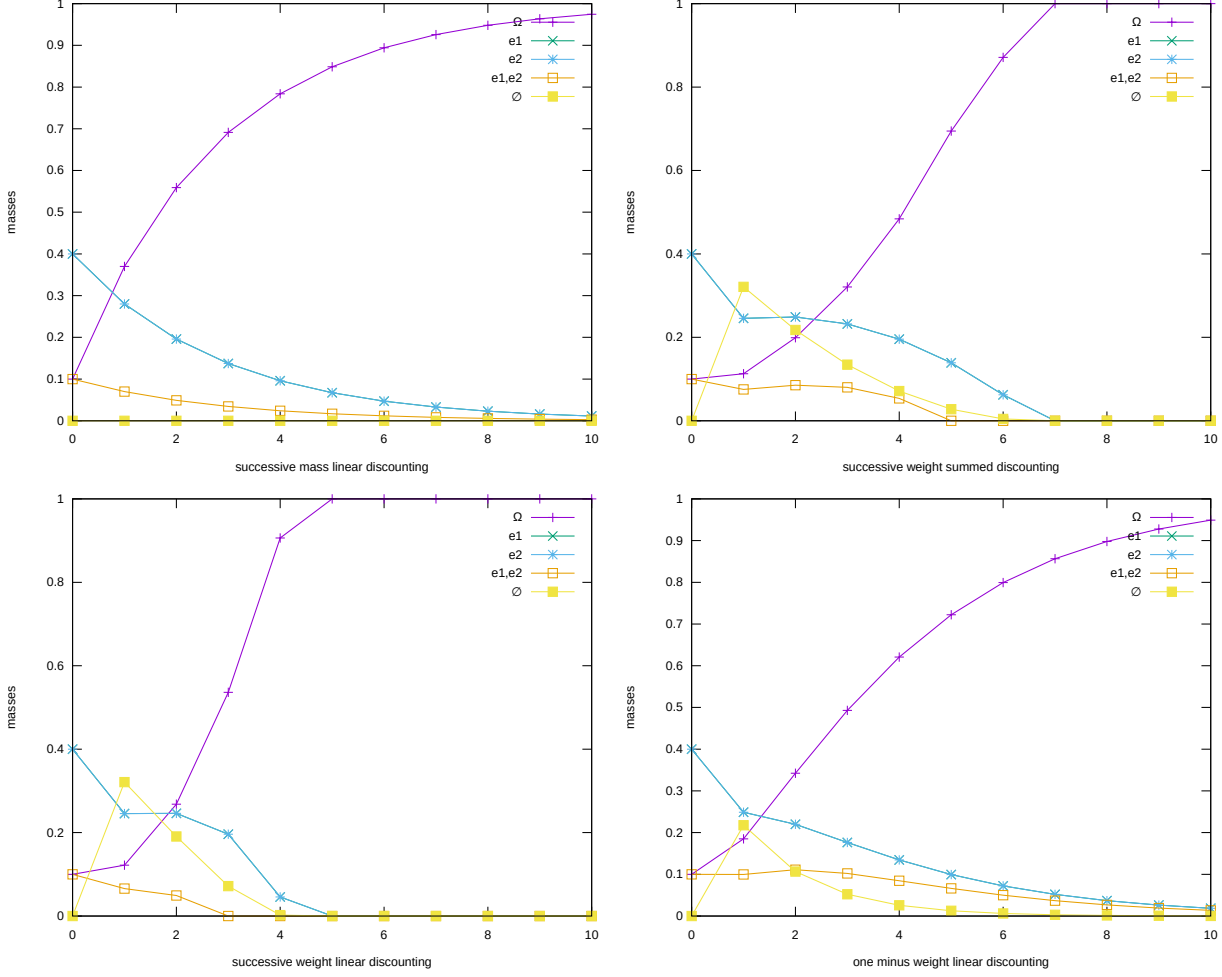 1
0.9
0.8
0.7
0.6
0.5
0.4
0.3
0.2
0.1
0
masses
Ω
e1
e2
e1,e2
∅
0 2 4 6 8 10
successive mass linear discounting
1
0.8
0.6
0.4
0.2
0
masses
Ω
e1
e2
e1,e2
∅
0 2 4 6 8 10
successive weight summed discounting
1
0.8
0.6
0.4
0.2
0
masses
Ω
e1
e2
e1,e2
∅
0 2 4 6 8 10
successive weight linear discounting
1
0.9
0.8
0.7
0.6
0.5
0.4
0.3
0.2
0.1
0
masses
Ω
e1
e2
e1,e2
∅
0 2 4 6 8 10
one minus weight linear discounting